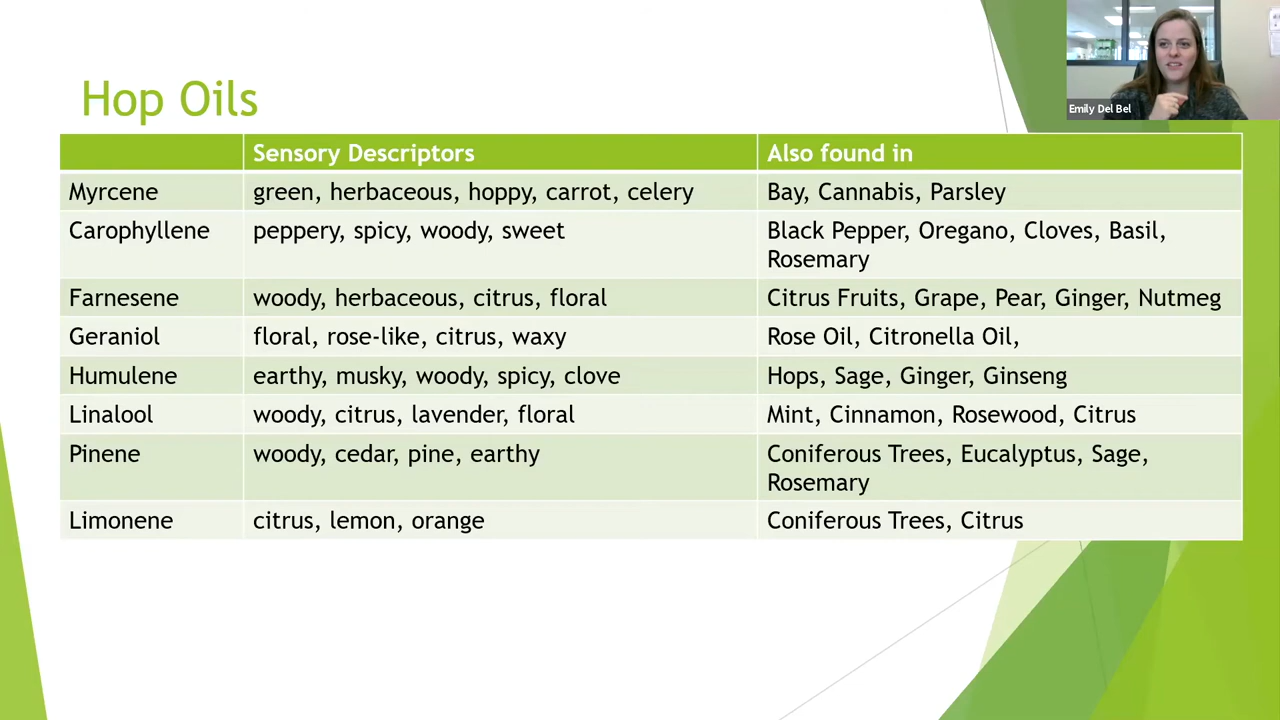 Emily Del Bel
Hop Oils
Sensory Descriptors Also found in
Myrcene green, herbaceous, hoppy, carrot, celery Bay, Cannabis, Parsley
Carophyllene peppery, spicy, woody, sweet Black Pepper, Oregano, Cloves, Basil,
Rosemary
Farnesene woody, herbaceous, citrus, floral Citrus Fruits, Grape, Pear, Ginger, Nutmeg
Geraniol floral, rose-like, citrus, waxy Rose Oil, Citronella Oil,
Humulene earthy, musky, woody, spicy, clove Hops, Sage, Ginger, Ginseng
Linalool woody, citrus, lavender, floral Mint, Cinnamon, Rosewood, Citrus
Pinene woody, cedar, pine, earthy Coniferous Trees, Eucalyptus, Sage,
Rosemary
Limonene citrus, lemon, orange Coniferous Trees, Citrus